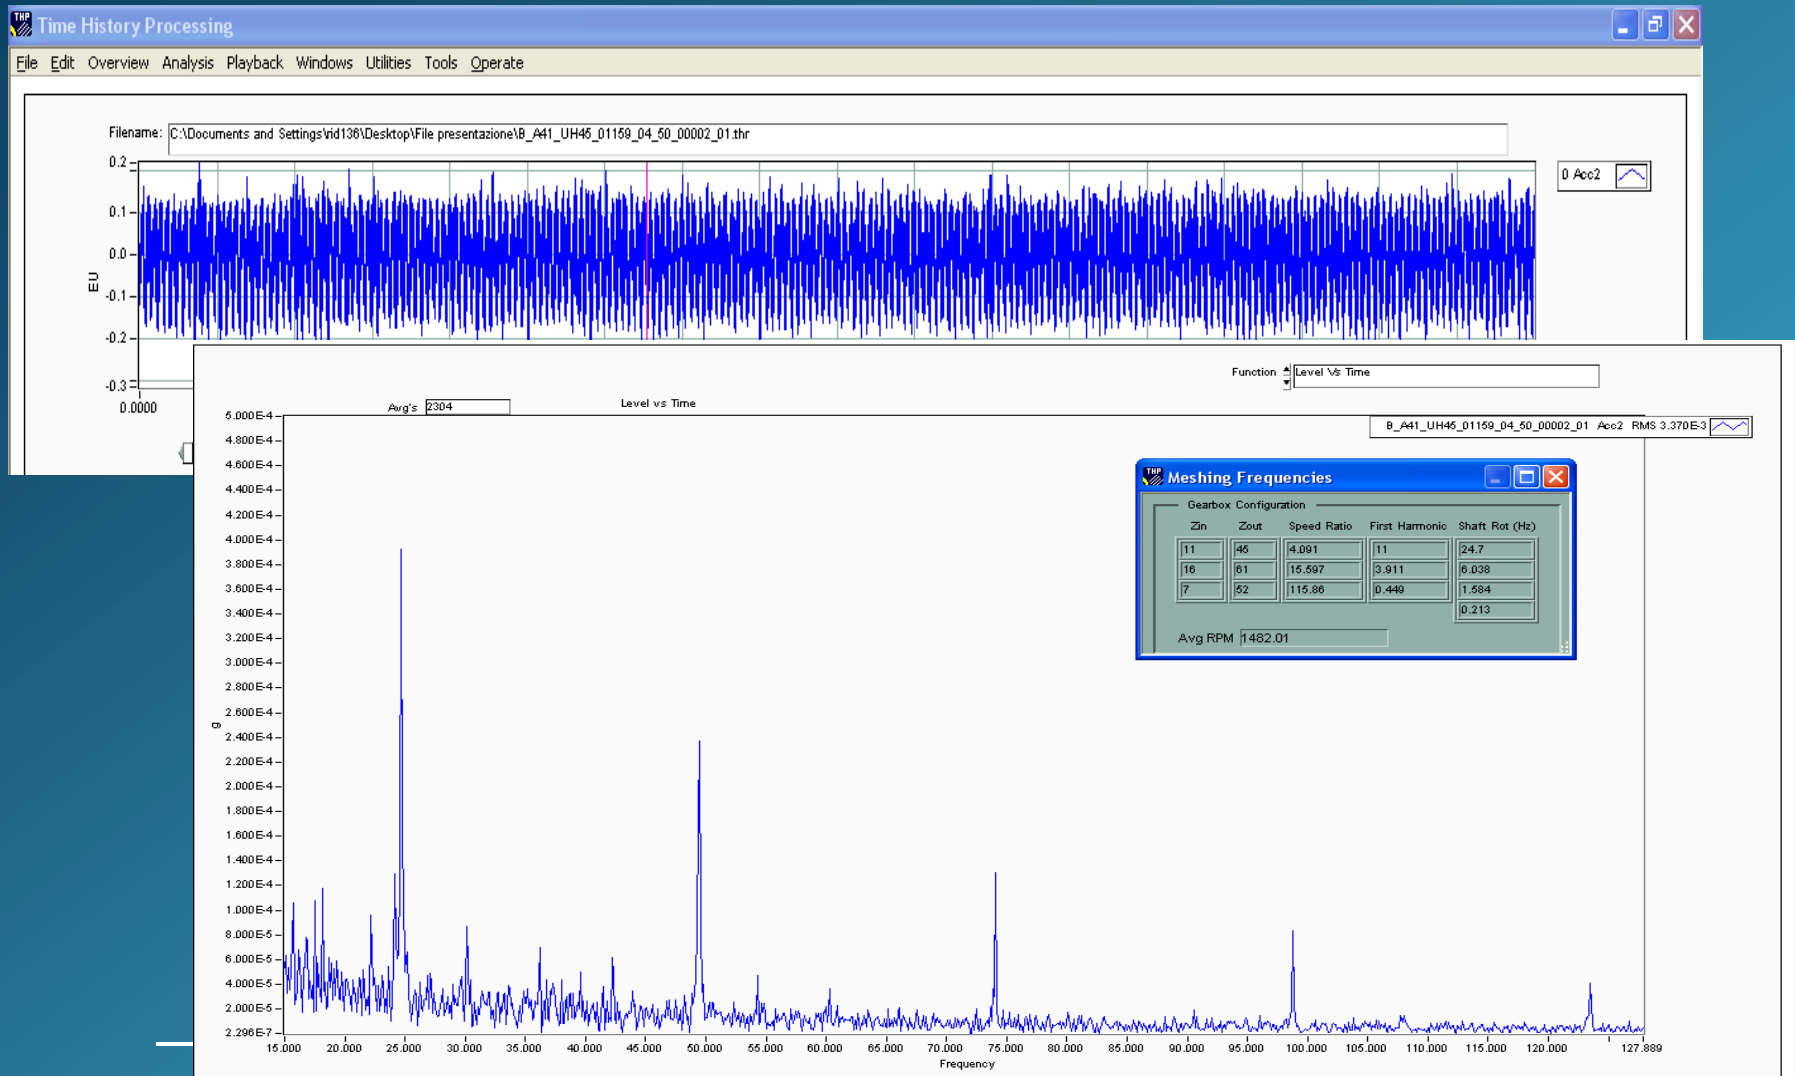 THP Time History Processing
File Edit Overview Analysis Playback Windows Utilities Tools Operate
Filename: C:\Documents and Settings\rid136\Desktop\File presentazione\B_A41_UH45_01159_04_50_00002_01.thr
0 Acc2
0.2
0.1
0.0
-0.1
-0.2
-0.3
EU
0.0000
Function Level Vs Time
Avg's 2304
Level vs Time
B_A41_UH45_01159_04_50_00002_01 Acc2 RMS 3.370E-3
5.000E-4
4.800E-4
4.600E-4
4.400E-4
4.200E-4
4.000E-4
3.800E-4
3.600E-4
3.400E-4
3.200E-4
3.000E-4
2.800E-4
2.600E-4
2.400E-4
2.200E-4
2.000E-4
1.800E-4
1.600E-4
1.400E-4
1.200E-4
1.000E-4
8.000E-5
6.000E-5
4.000E-5
2.000E-5
2.296E-7
g
THP Meshing Frequencies
Gearbox Configuration
Zin Zout Speed Ratio First Harmonic Shaft Rot (Hz)
11 45 4.091 11 24.7
16 61 15.597 3.911 6.038
7 52 115.86 0.449 1.584
0.213
Avg RPM 1482.01
15.000 20.000 25.000 30.000 35.000 40.000 45.000 50.000 55.000 60.000 65.000 70.000 75.000 80.000 85.000 90.000 95.000 100.000 105.000 110.000 115.000 120.000 127.889
Frequency